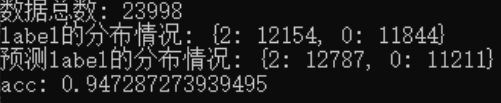 数据总数: 23998
label的分布情况: {2: 12154, 0: 11844}
预测label的分布情况: {2: 12787, 0: 11211}
acc: 0.947287273939495